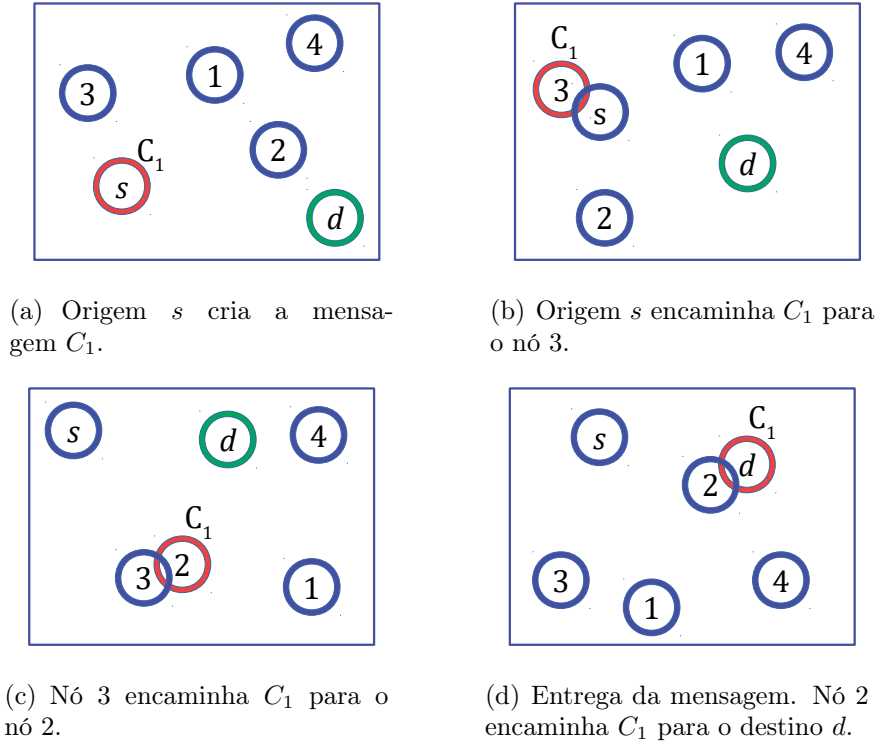 4
1
3
2
C₁
s
d
(a) Origem s cria a mensa-
gem C₁.
C₁
4
1
3
s
d
2
(b) Origem s encaminha C₁ para
o nó 3.
s
d
4
C₁
2
3
1
(c) Nó 3 encaminha C₁ para o
nó 2.
C₁
s
d
2
3
4
1
(d) Entrega da mensagem. Nó 2
encaminha C₁ para o destino d.